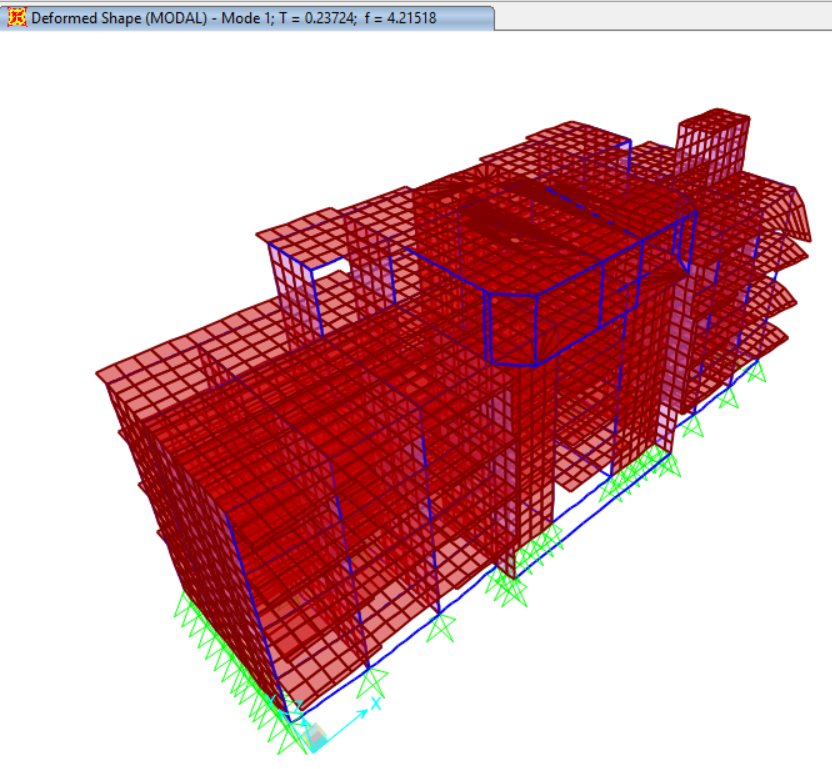 Deformed Shape (MODAL) - Mode 1; T = 0.23724; f = 4.21518
X